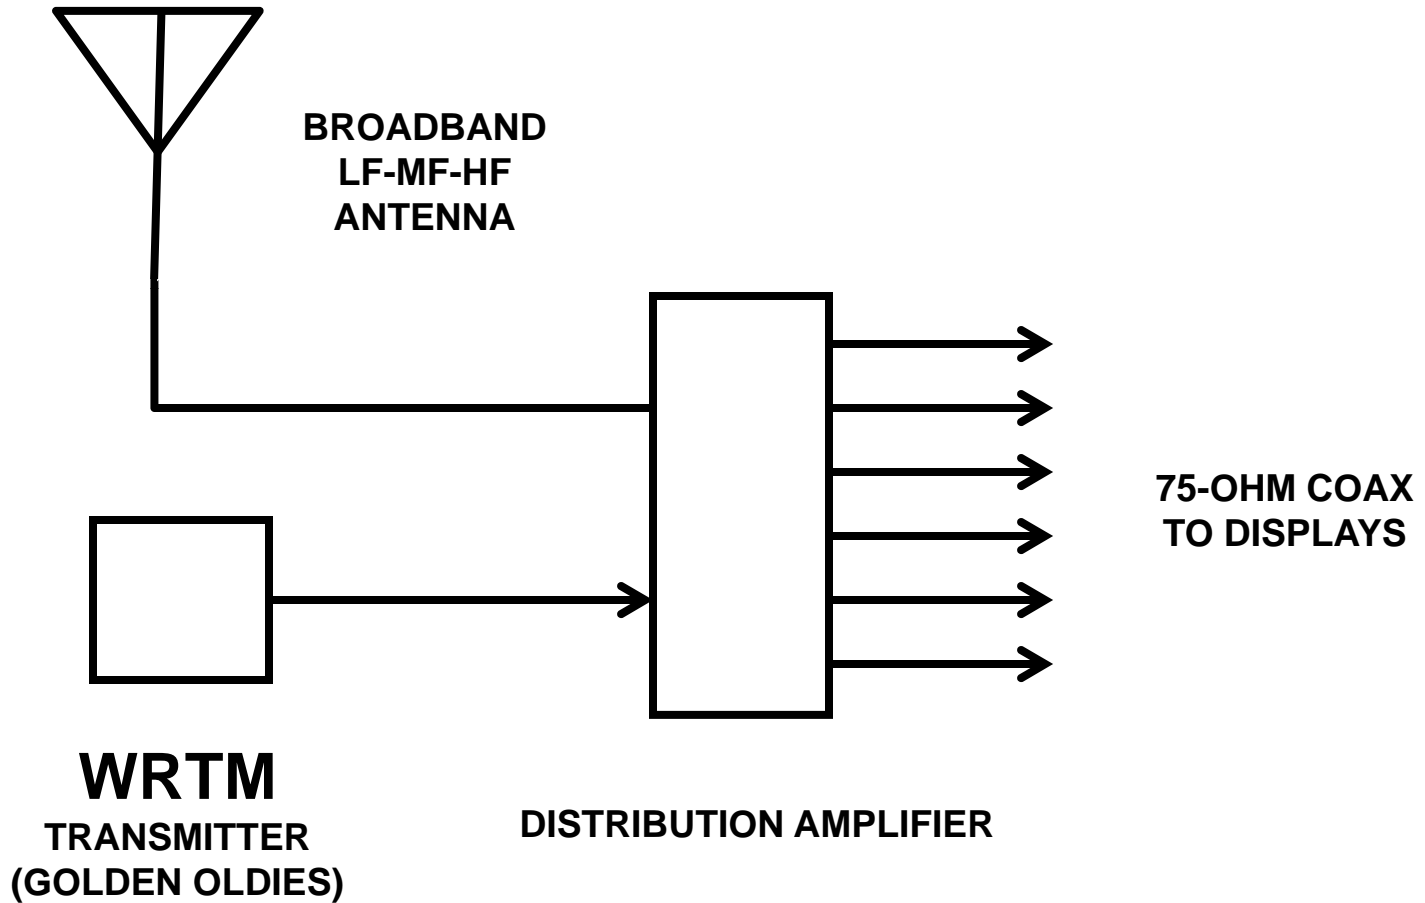 BROADBAND
LF-MF-HF
ANTENNA
75-OHM COAX
TO DISPLAYS
WRTM
TRANSMITTER
(GOLDEN OLDIES)
DISTRIBUTION AMPLIFIER